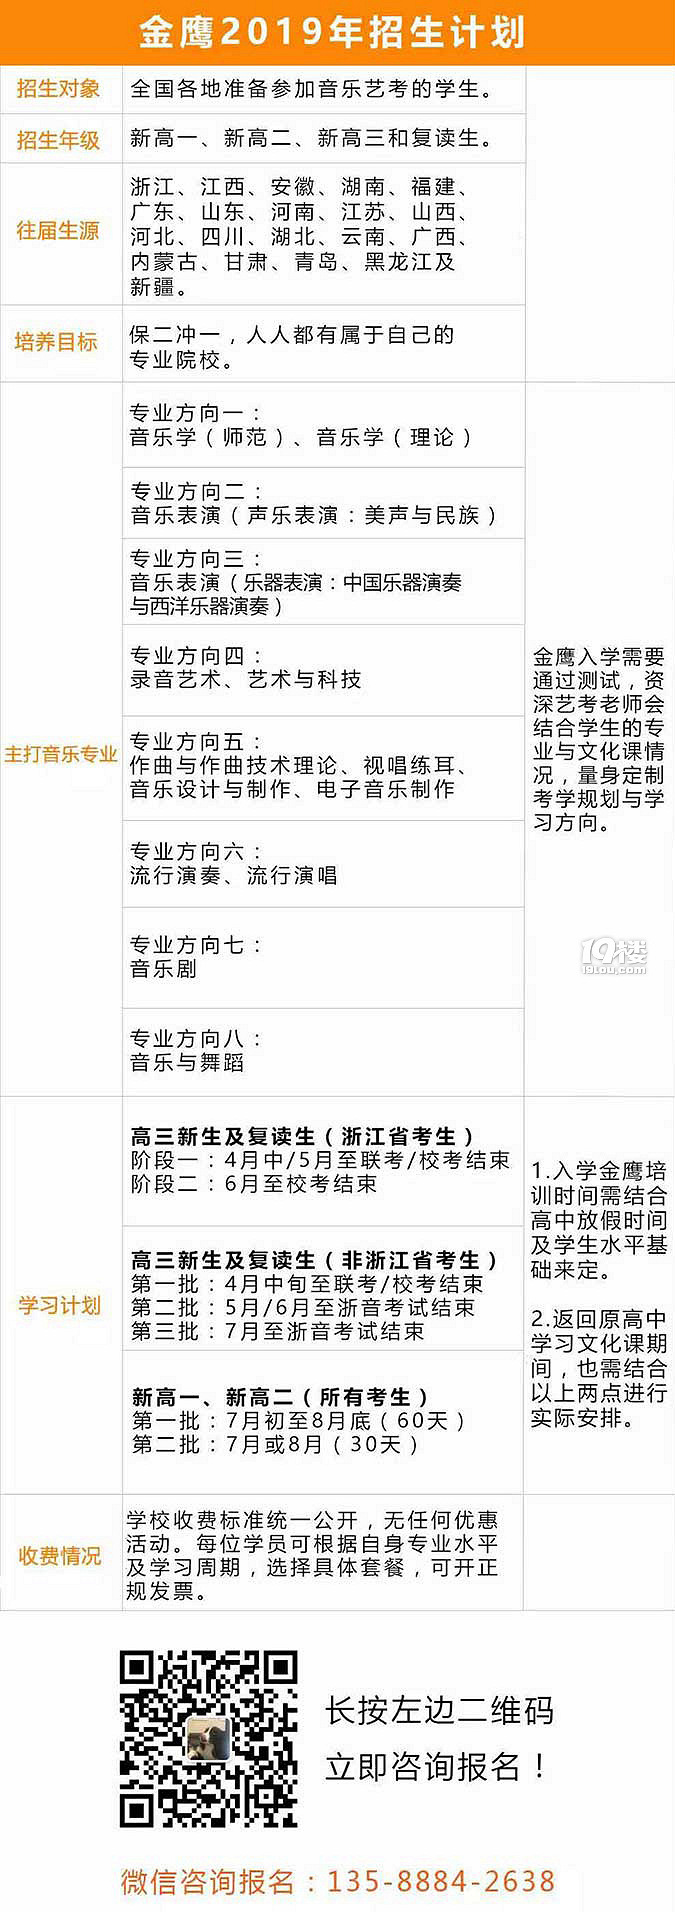 金鹰2019年招生计划
招生对象
全国各地准备参加音乐艺考的学生。
招生年级
新高一、新高二、新高三和复读生。
往届生源
浙江、江西、安徽、湖南、福建、
广东、山东、河南、江苏、山西、
河北、四川、湖北、云南、广西、
内蒙古、甘肃、青岛、黑龙江及
新疆。
培养目标
保二冲一，人人都有属于自己的
专业院校。
主打音乐专业
专业方向一：
音乐学（师范）、音乐学（理论）
专业方向二：
音乐表演（声乐表演：美声与民族）
专业方向三：
音乐表演（乐器表演：中国乐器演奏
与西洋乐器演奏）
专业方向四：
录音艺术、艺术与科技
专业方向五：
作曲与作曲技术理论、视唱练耳、
音乐设计与制作、电子音乐制作
专业方向六：
流行演奏、流行演唱
专业方向七：
音乐剧
专业方向八：
音乐与舞蹈
金鹰入学需要
通过测试，资
深艺考老师会
结合学生的专
业与文化课情
况，量身定制
考学规划与学
习方向。
19楼
19lou.com
学习计划
高三新生及复读生（浙江省考生）
阶段一：4月中/5月至联考/校考结束
阶段二：6月至校考结束
高三新生及复读生（非浙江省考生）
第一批：4月中旬至联考/校考结束
第二批：5月/6月至浙音考试结束
第三批：7月至浙音考试结束
新高一、新高二（所有考生）
第一批：7月初至8月底（60天）
第二批：7月或8月（30天）
1.入学金鹰培
训时间需结合
高中放假时间
及学生水平基
础来定。
2.返回原高中
学习文化课期
间，也需结合
以上两点进行
实际安排。
收费情况
学校收费标准统一公开，无任何优惠
活动。每位学员可根据自身专业水平
及学习周期，选择具体套餐，可开正
规发票。
长按左边二维码
立即咨询报名！
微信咨询报名：135-8884-2638